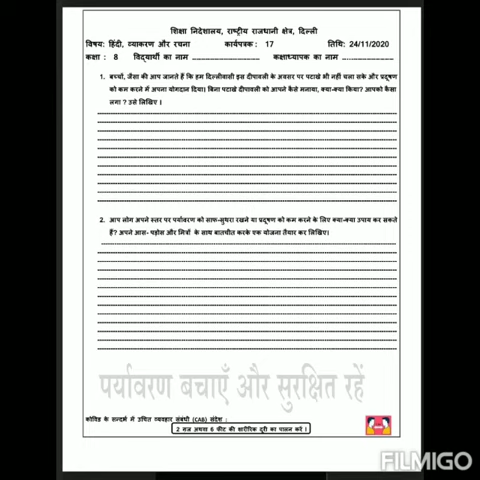 शिक्षा निदेशालय, राष्ट्रीय राजधानी क्षेत्र, दिल्ली
विषय: हिंदी, व्याकरण और रचना कार्यपत्रक : 17 तिथि: 24/11/2020
कक्षा : 8 विद्यार्थी का नाम कक्षाध्यापक का नाम
1. बच्चों, जैसा की आप जानते हैं कि हम दिल्लीवासी इस दीपावली के अवसर पर पटाखे भी नहीं चला सके और प्रदूषण
को कम करने में अपना योगदान दिया। बिना पटाखे दीपावली को आपने कैसे मनाया, क्या-क्या किया? आपको कैसा
लगा ? उसे लिखिए ।
2. आप लोग अपने स्तर पर पर्यावरण को साफ-सुथरा रखने या प्रदूषण को कम करने के लिए क्या-क्या उपाय कर सकते
हैं? अपने आस- पड़ोस और मित्रों के साथ बातचीत करके एक योजना तैयार कर लिखिए।
पर्यावरण बचाएँ और सुरक्षित रहें
कोविड के सन्दर्भ में उचित व्यवहार संबंधी (CAB) संदेश :
2 गज अथवा 6 फीट की शारीरिक दूरी का पालन करें ।
FILMIGO